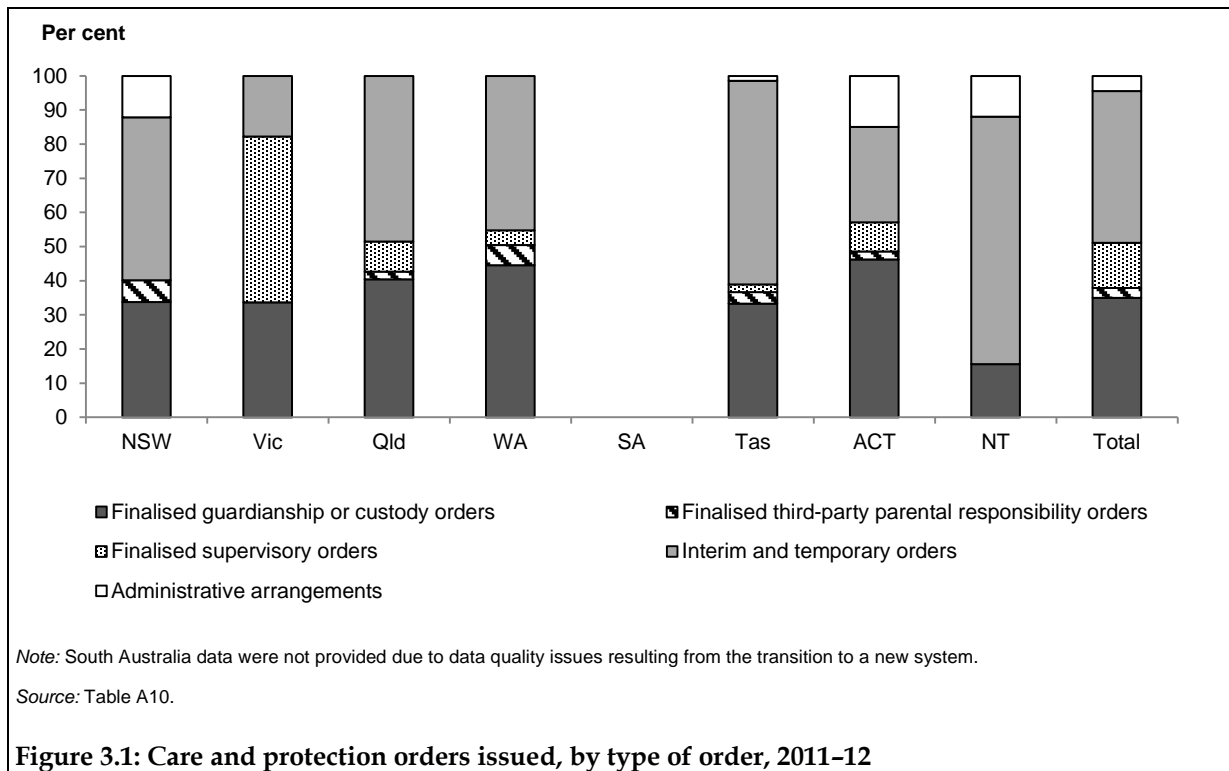 Per cent
100
90
80
70
60
50
40
30
20
10
0
NSW Vic Qld WA SA Tas ACT NT Total
Finalised guardianship or custody orders Finalised third-party parental responsibility orders
Finalised supervisory orders Interim and temporary orders
Administrative arrangements
Note: South Australia data were not provided due to data quality issues resulting from the transition to a new system.
Source: Table A10.
Figure 3.1: Care and protection orders issued, by type of order, 2011–12